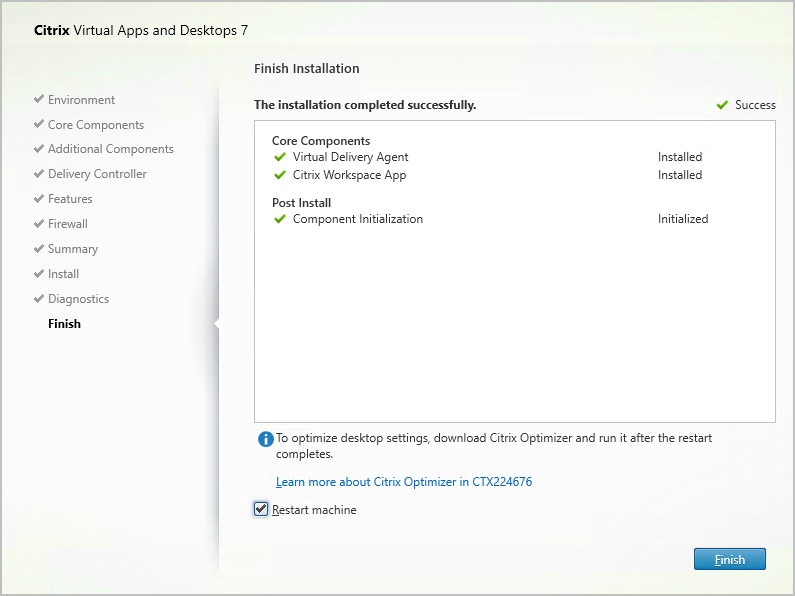 Citrix Virtual Apps and Desktops 7
Environment
Core Components
Additional Components
Delivery Controller
Features
Firewall
Summary
Install
Diagnostics
Finish
Finish Installation
The installation completed successfully.
Success
Core Components
Virtual Delivery Agent Installed
Citrix Workspace App Installed
Post Install
Component Initialization Initialized
To optimize desktop settings, download Citrix Optimizer and run it after the restart
completes.
Learn more about Citrix Optimizer in CTX224676
Restart machine
Finish